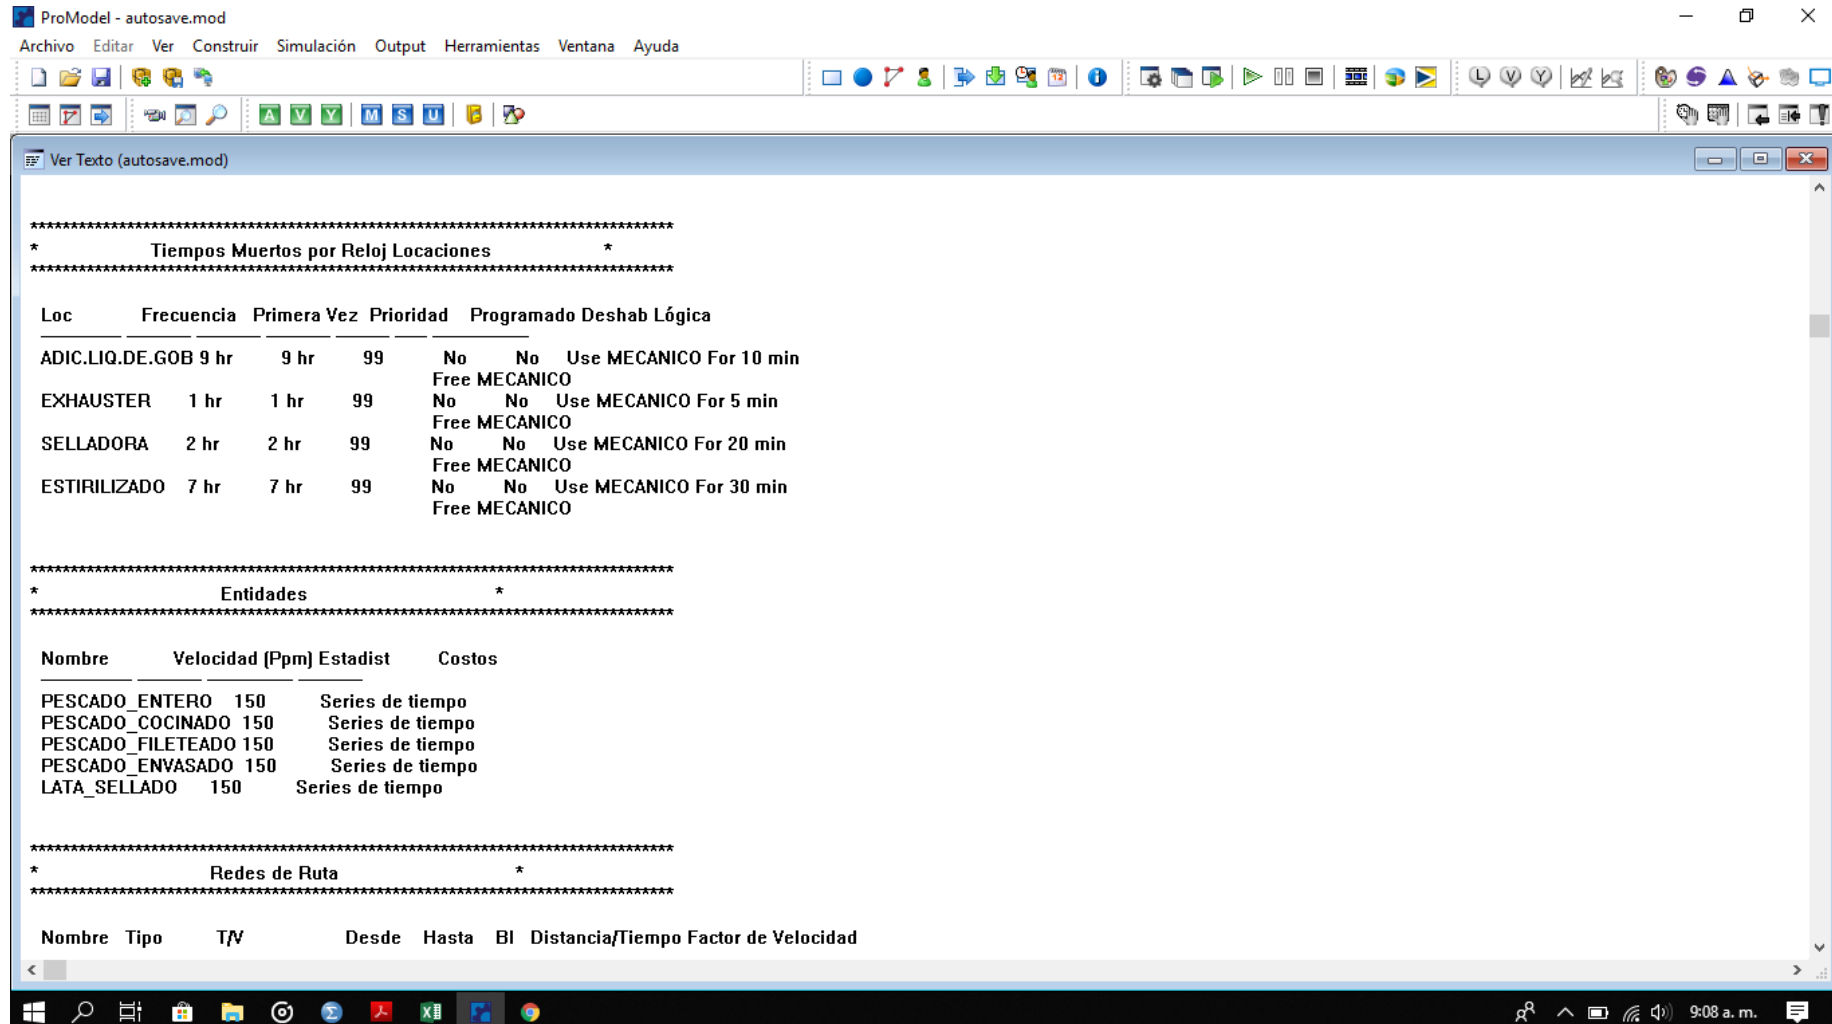 ProModel - autosave.mod
Archivo Editar Ver Construir Simulación Output Herramientas Ventana Ayuda
A V Y M S U
Ver Texto (autosave.mod)
********************************************************************************
* Tiempos Muertos por Reloj Locaciones *
********************************************************************************
Loc Frecuencia Primera Vez Prioridad Programado Deshab Lógica
ADIC.LIQ.DE.GOB 9 hr 9 hr 99 No No Use MECANICO For 10 min
Free MECANICO
EXHAUSTER 1 hr 1 hr 99 No No Use MECANICO For 5 min
Free MECANICO
SELLADORA 2 hr 2 hr 99 No No Use MECANICO For 20 min
Free MECANICO
ESTIRILIZADO 7 hr 7 hr 99 No No Use MECANICO For 30 min
Free MECANICO
********************************************************************************
* Entidades *
********************************************************************************
Nombre Velocidad (Ppm) Estadist Costos
PESCADO_ENTERO 150 Series de tiempo
PESCADO_COCINADO 150 Series de tiempo
PESCADO_FILETEADO 150 Series de tiempo
PESCADO_ENVASADO 150 Series de tiempo
LATA_SELLADO 150 Series de tiempo
********************************************************************************
* Redes de Ruta *
********************************************************************************
Nombre Tipo T/V Desde Hasta BI Distancia/Tiempo Factor de Velocidad
9:08 a. m.